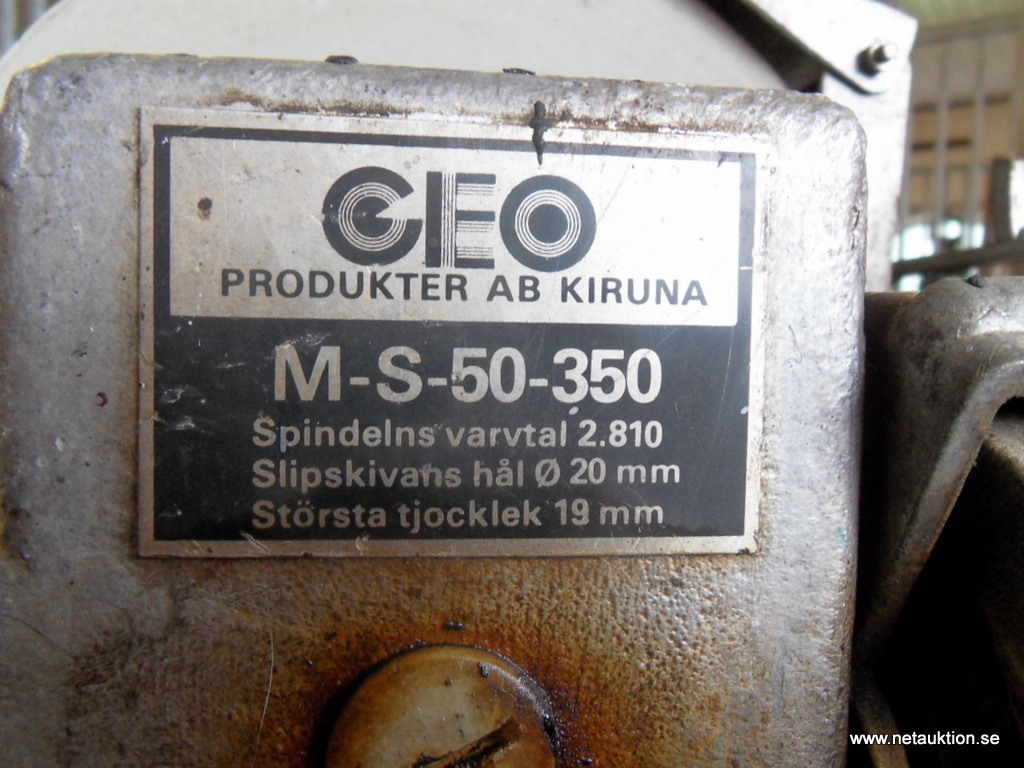 GEO
PRODUKTER AB KIRUNA
M-S-50-350
Spindelns varvtal 2.810
Slipskivans hål Ø 20 mm
Största tjocklek 19 mm
www.netauktion.se